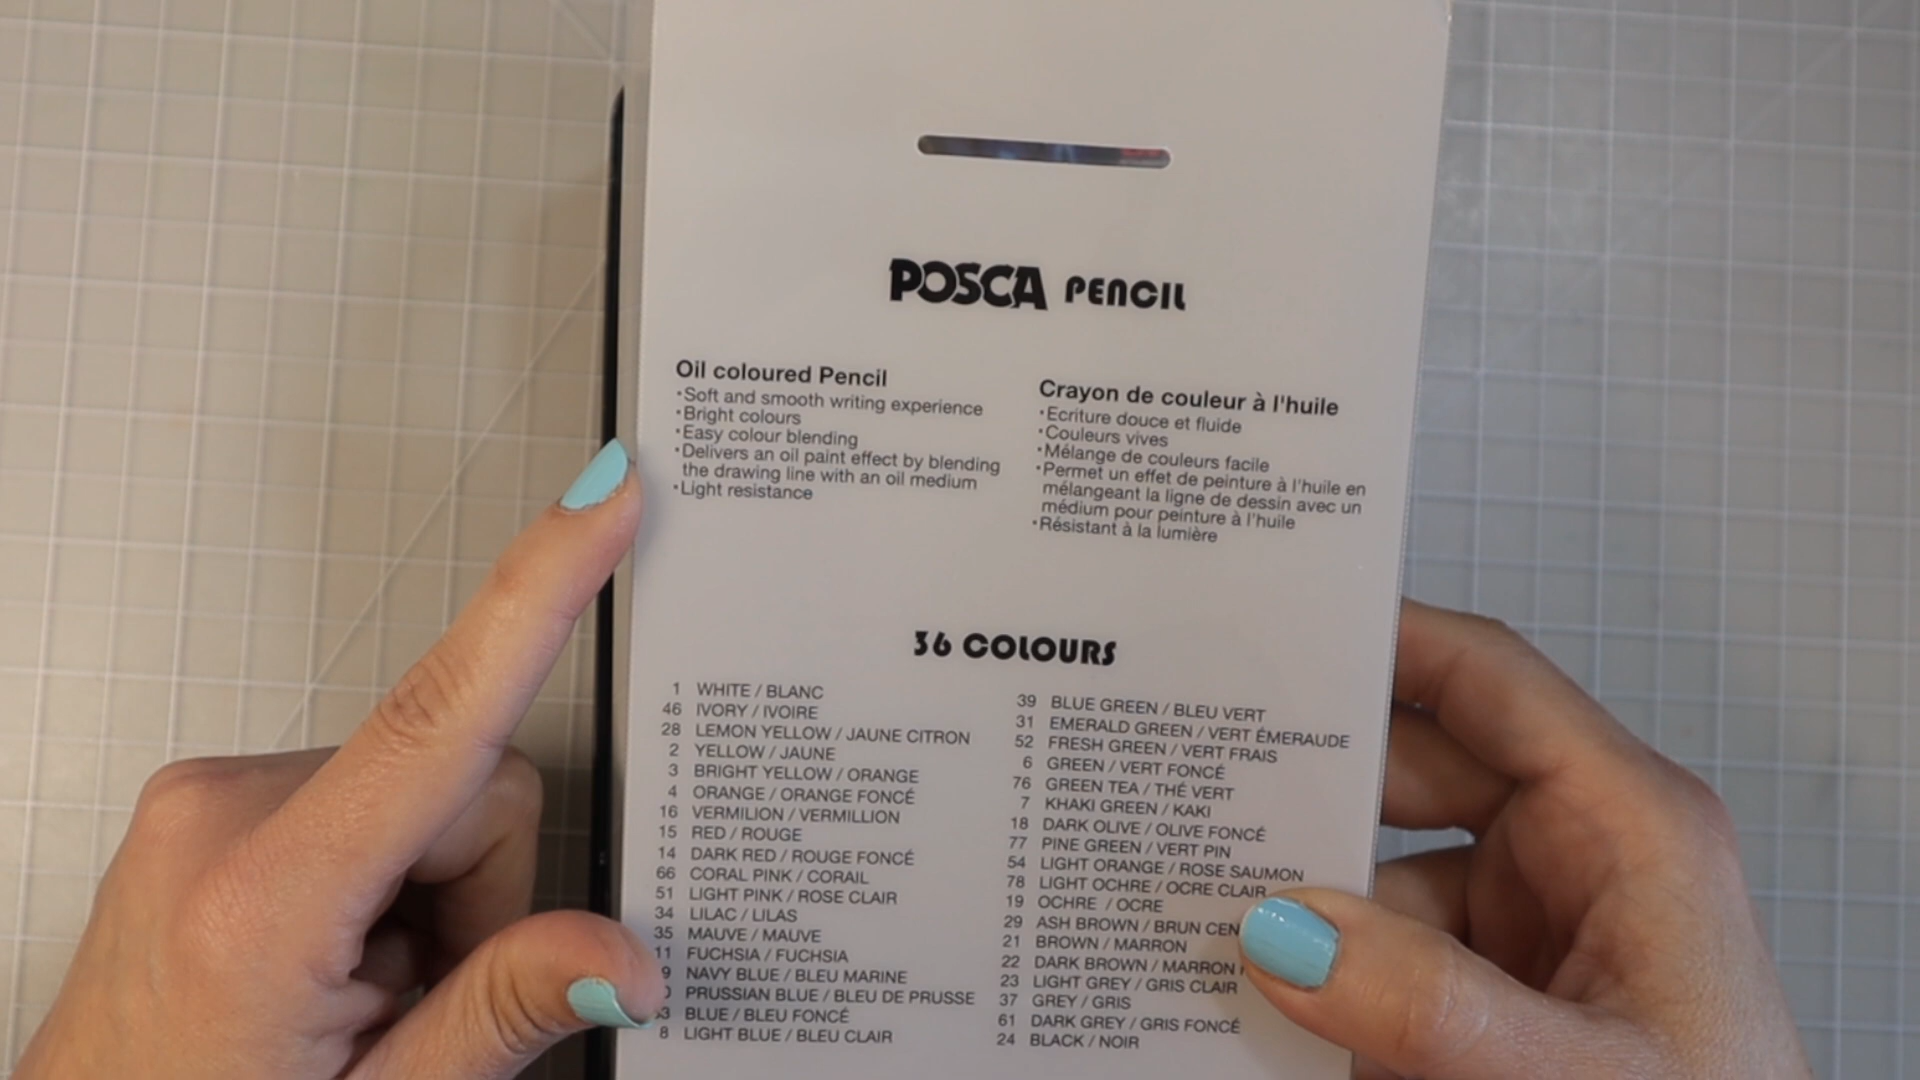 POSCA PENCIL
Oil coloured Pencil
•Soft and smooth writing experience
•Bright colours
•Easy colour blending
•Delivers an oil paint effect by blending
the drawing line with an oil medium
•Light resistance
Crayon de couleur à l'huile
•Ecriture douce et fluide
•Couleurs vives
•Mélange de couleurs facile
•Permet un effet de peinture à l'huile en
mélangeant la ligne de dessin avec un
médium pour peinture à l'huile
•Résistant à la lumière
36 COLOURS
1 WHITE / BLANC
46 IVORY / IVOIRE
28 LEMON YELLOW / JAUNE CITRON
2 YELLOW / JAUNE
3 BRIGHT YELLOW / ORANGE
4 ORANGE / ORANGE FONCÉ
16 VERMILION / VERMILLION
15 RED / ROUGE
14 DARK RED / ROUGE FONCÉ
66 CORAL PINK / CORAIL
51 LIGHT PINK / ROSE CLAIR
34 LILAC / LILAS
35 MAUVE / MAUVE
11 FUCHSIA / FUCHSIA
9 NAVY BLUE / BLEU MARINE
PRUSSIAN BLUE / BLEU DE PRUSSE
BLUE / BLEU FONCÉ
8 LIGHT BLUE / BLEU CLAIR
39 BLUE GREEN / BLEU VERT
31 EMERALD GREEN / VERT ÉMERAUDE
52 FRESH GREEN / VERT FRAIS
6 GREEN / VERT FONCÉ
76 GREEN TEA / THÉ VERT
7 KHAKI GREEN / KAKI
18 DARK OLIVE / OLIVE FONCÉ
77 PINE GREEN / VERT PIN
54 LIGHT ORANGE / ROSE SAUMON
78 LIGHT OCHRE / OCRE CLAIR
19 OCHRE / OCRE
29 ASH BROWN / BRUN
21 BROWN / MARRON
22 DARK BROWN / MARRON
23 LIGHT GREY / GRIS CLAIR
37 GREY / GRIS
61 DARK GREY / GRIS FONCÉ
24 BLACK / NOIR